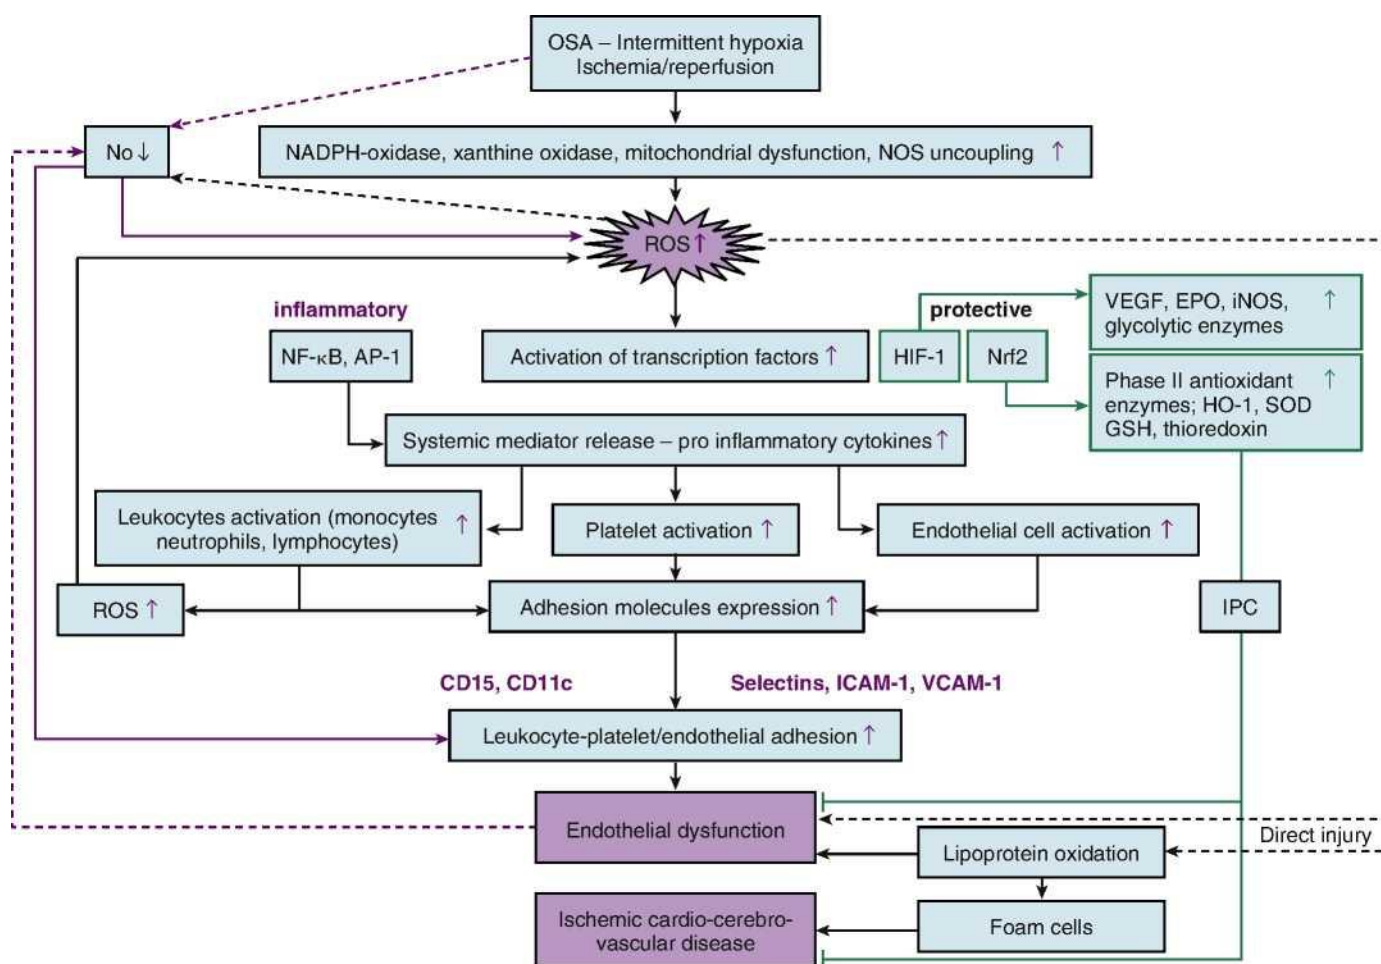 OSA – Intermittent hypoxia
Ischemia/reperfusion
No ↓
NADPH-oxidase, xanthine oxidase, mitochondrial dysfunction, NOS uncoupling ↑
ROS ↑
inflammatory
NF-κB, AP-1
Activation of transcription factors ↑
protective
HIF-1
Nrf2
VEGF, EPO, iNOS, ↑
glycolytic enzymes
Phase II antioxidant ↑
enzymes; HO-1, SOD
GSH, thioredoxin
Systemic mediator release – pro inflammatory cytokines ↑
Leukocytes activation (monocytes ↑
neutrophils, lymphocytes)
Platelet activation ↑
Endothelial cell activation ↑
ROS ↑
Adhesion molecules expression ↑
IPC
CD15, CD11c
Selectins, ICAM-1, VCAM-1
Leukocyte-platelet/endothelial adhesion ↑
Endothelial dysfunction
Direct injury
Lipoprotein oxidation
Ischemic cardio-cerebro-
vascular disease
Foam cells